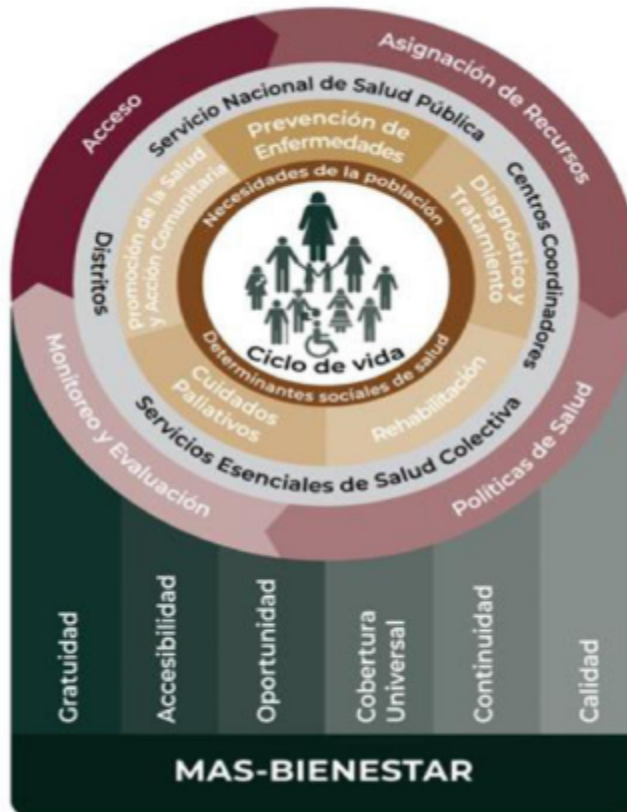 Acceso
Asignación de Recursos
Servicio Nacional de Salud Pública
Prevención de
Enfermedades
Promoción de la Salud
y Acción Comunitaria
Necesidades de la población
Diagnóstico y
Tratamiento
Centros Coordinadores
Distritos
Ciclo de vida
Determinantes sociales de salud
Cuidados
Paliativos
Rehabilitación
Servicios Esenciales de Salud Colectiva
Monitoreo y Evaluación
Políticas de Salud
Gratuidad
Accesibilidad
Oportunidad
Cobertura
Universal
Continuidad
Calidad
MAS-BIENESTAR